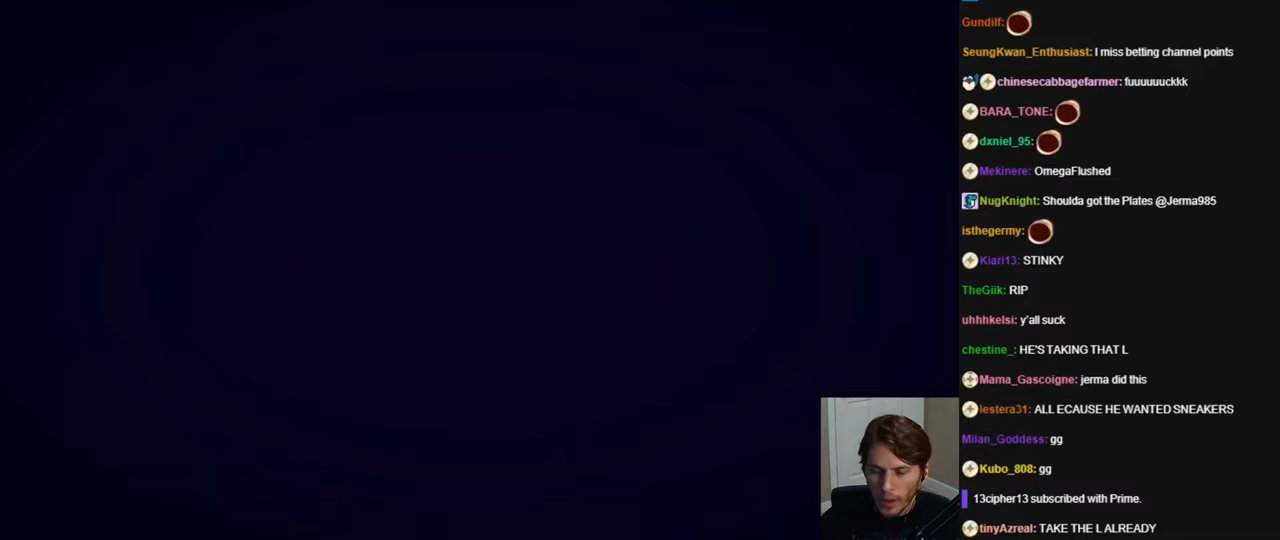 Gundilf:
SeungKwan_Enthusiast: I miss betting channel points
chinesecabbagefarmer: fuuuuuuckkk
BARA_TONE:
dxniel_95:
Mekinere: OmegaFlushed
NugKnight: Shoulda got the Plates @Jerma985
isthegermy:
Kiari13: STINKY
TheGiik: RIP
uhhhkelsi: y'all suck
chestine_: HE'S TAKING THAT L
Mama_Gascoigne: jerma did this
lestera31: ALL ECAUSE HE WANTED SNEAKERS
Milan_Goddess: gg
Kubo_808: gg
13cipher13 subscribed with Prime.
tinyAzreal: TAKE THE L ALREADY